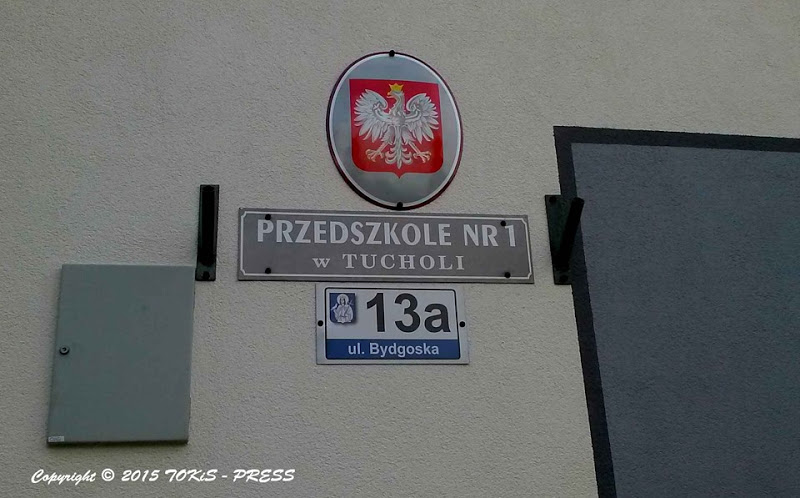 PRZEDSZKOLE NR 1
W TUCHOLI
13a
ul. Bydgoska
Copyright © 2015 TOKiS - PRESS